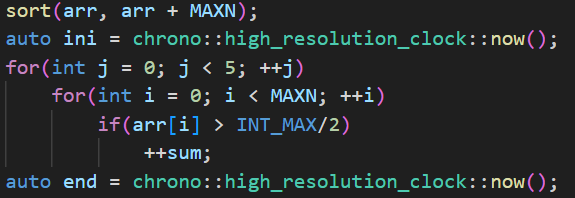 sort(arr, arr + MAXN);
auto ini = chrono::high_resolution_clock::now();
for(int j = 0; j < 5; ++j)
for(int i = 0; i < MAXN; ++i)
if(arr[i] > INT_MAX/2)
++sum;
auto end = chrono::high_resolution_clock::now();